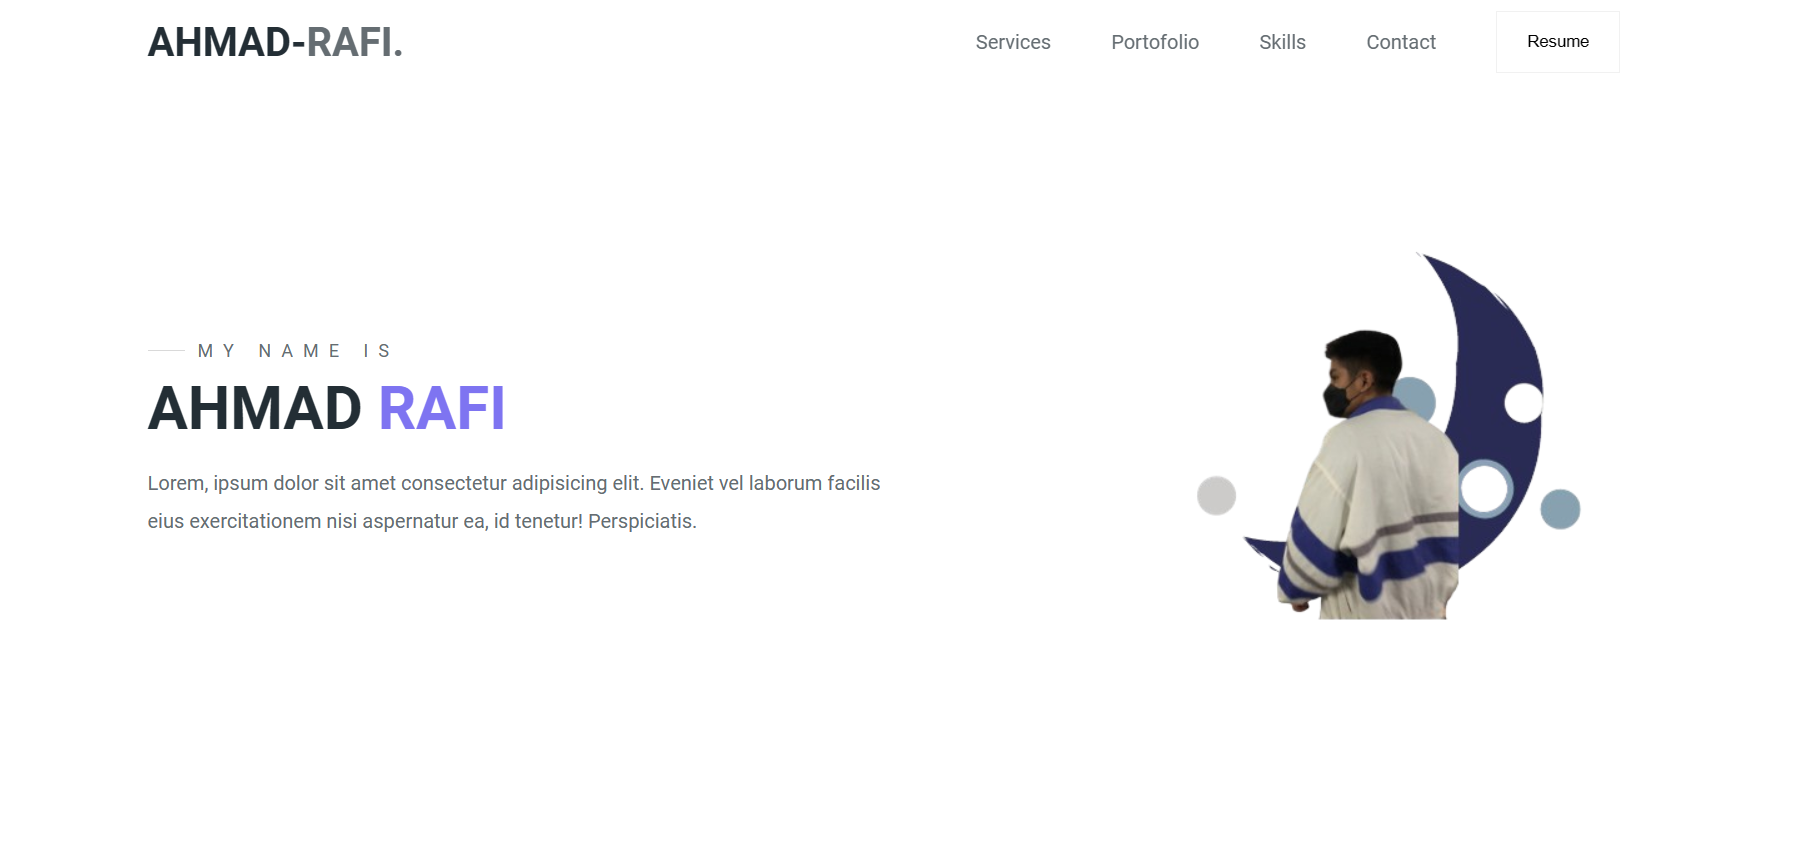 AHMAD-RAFI.
Services Portofolio Skills Contact Resume
MY NAME IS
AHMAD RAFI
Lorem, ipsum dolor sit amet consectetur adipisicing elit. Eveniet vel laborum facilis
eius exercitationem nisi aspernatur ea, id tenetur! Perspiciatis.